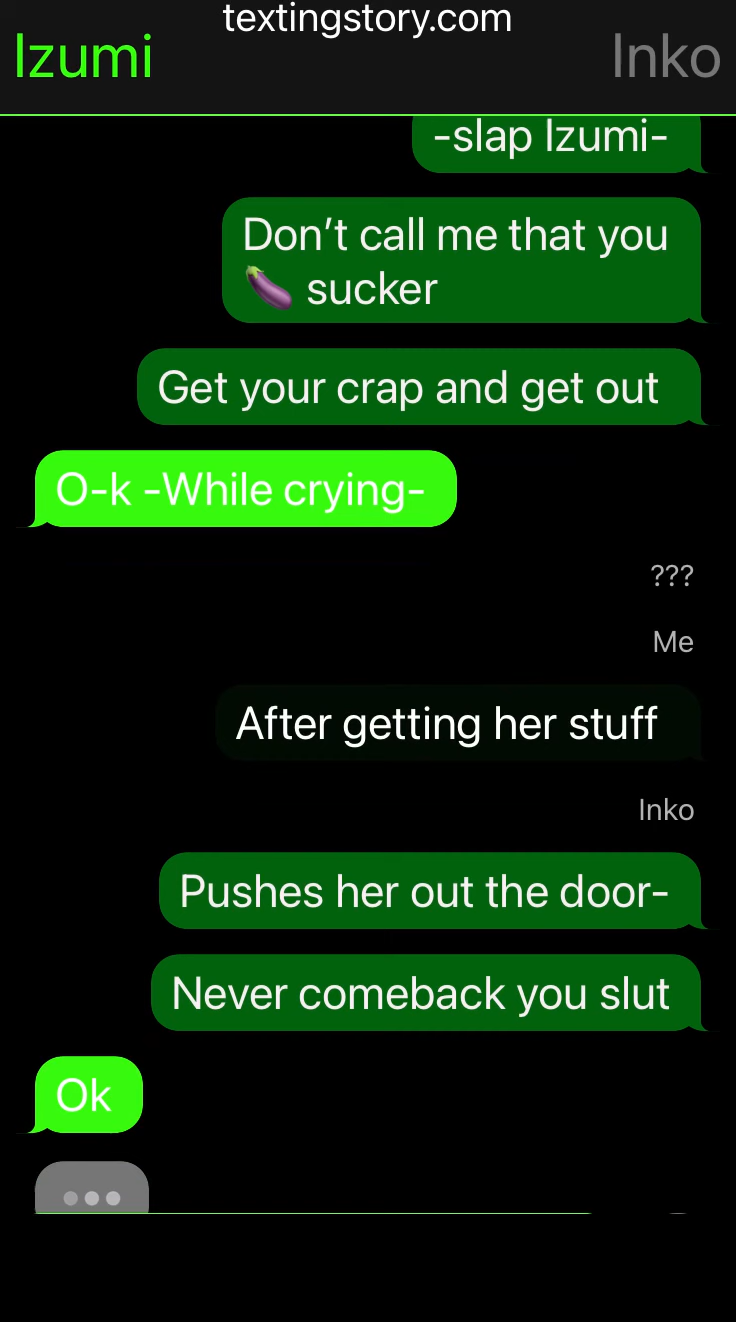 textingstory.com
Izumi
Inko
-slap Izumi-
Don’t call me that you
🍆 sucker
Get your crap and get out
O-k -While crying-
???
Me
After getting her stuff
Inko
Pushes her out the door-
Never comeback you slut
Ok